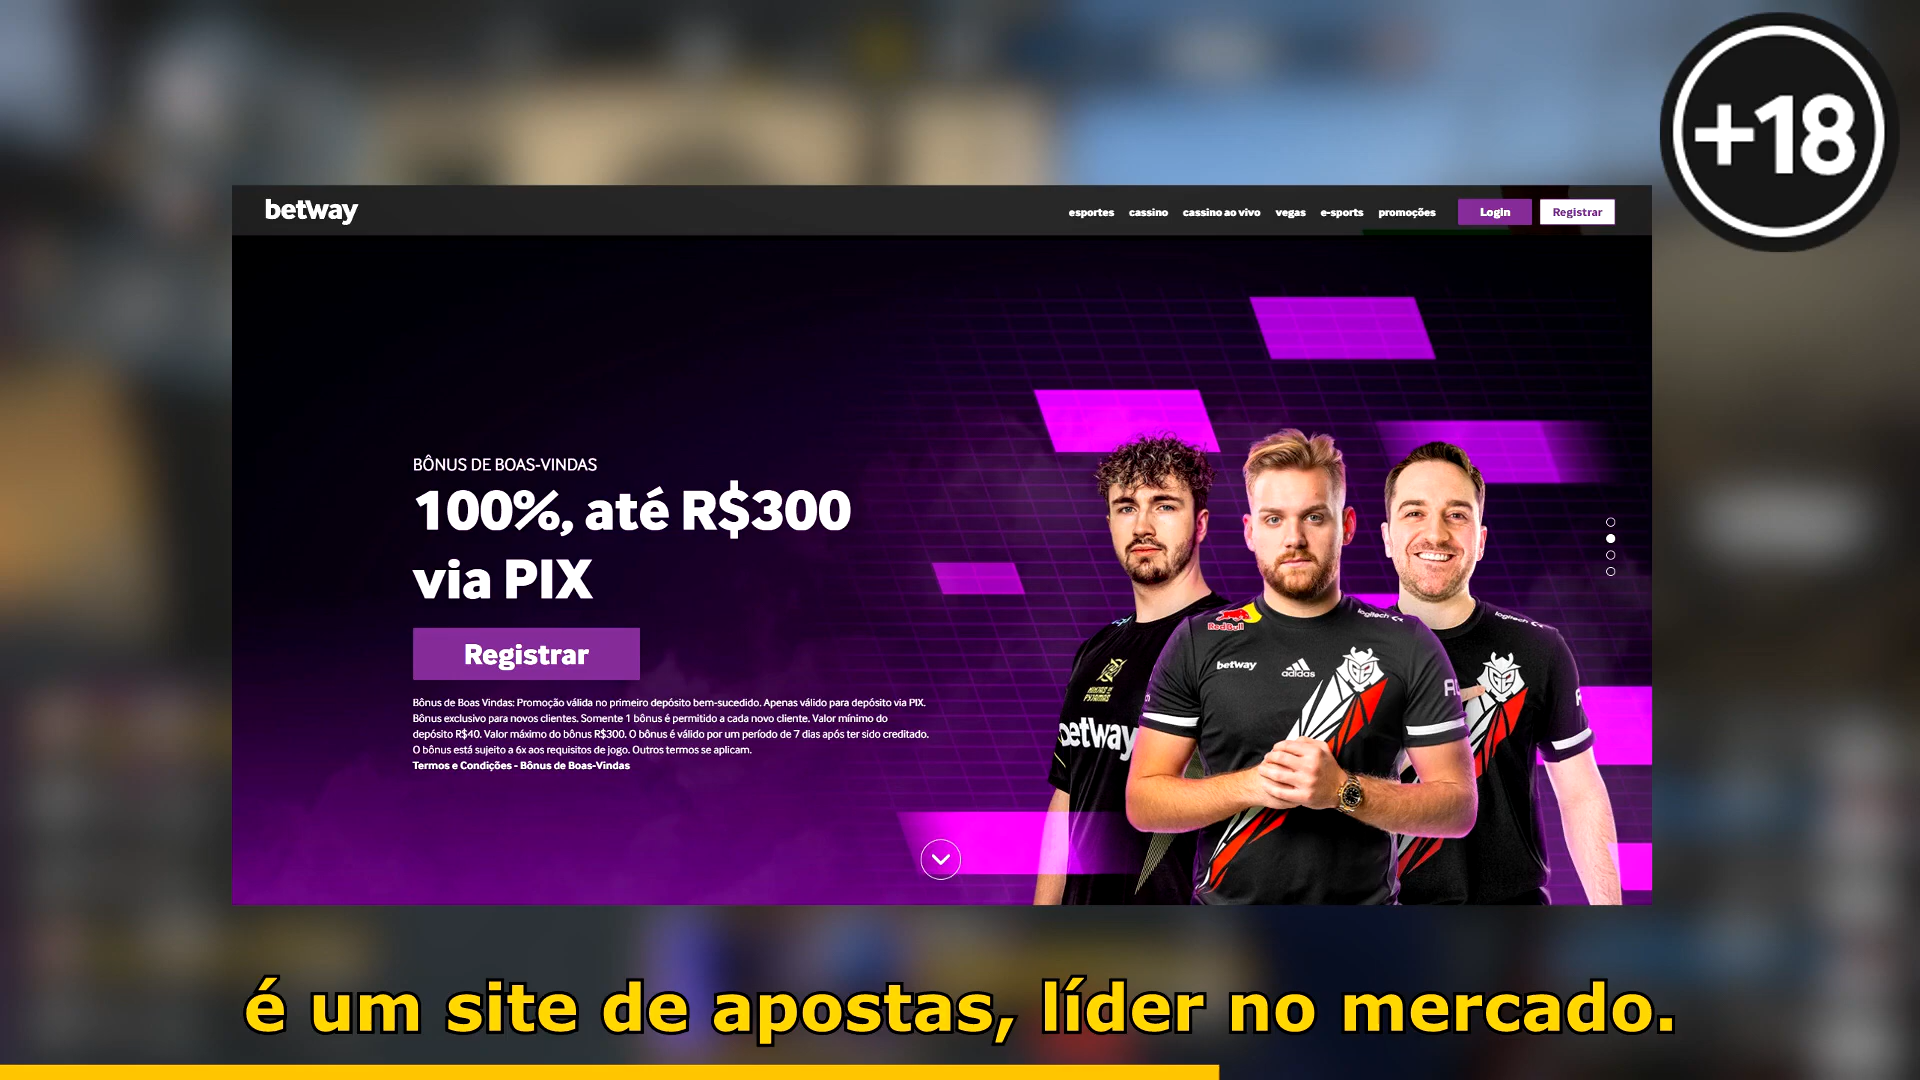 +18
betway
esportes cassino cassino ao vivo vegas e-sports promoções Login Registrar
BÔNUS DE BOAS-VINDAS
100%, até R$300
via PIX
Registrar
Bônus de Boas Vindas: Promoção válida no primeiro depósito bem-sucedido. Apenas válido para depósito via PIX.
Bônus exclusivo para novos clientes. Somente 1 bônus é permitido a cada novo cliente. Valor mínimo do
depósito R$40. Valor máximo do bônus R$300. O bônus é válido por um período de 7 dias após ter sido creditado.
O bônus está sujeito a 6x aos requisitos de jogo. Outros termos se aplicam.
Termos e Condições - Bônus de Boas-Vindas
RedBull
logitech
logitech
betway
adidas
betway
é um site de apostas, líder no mercado.